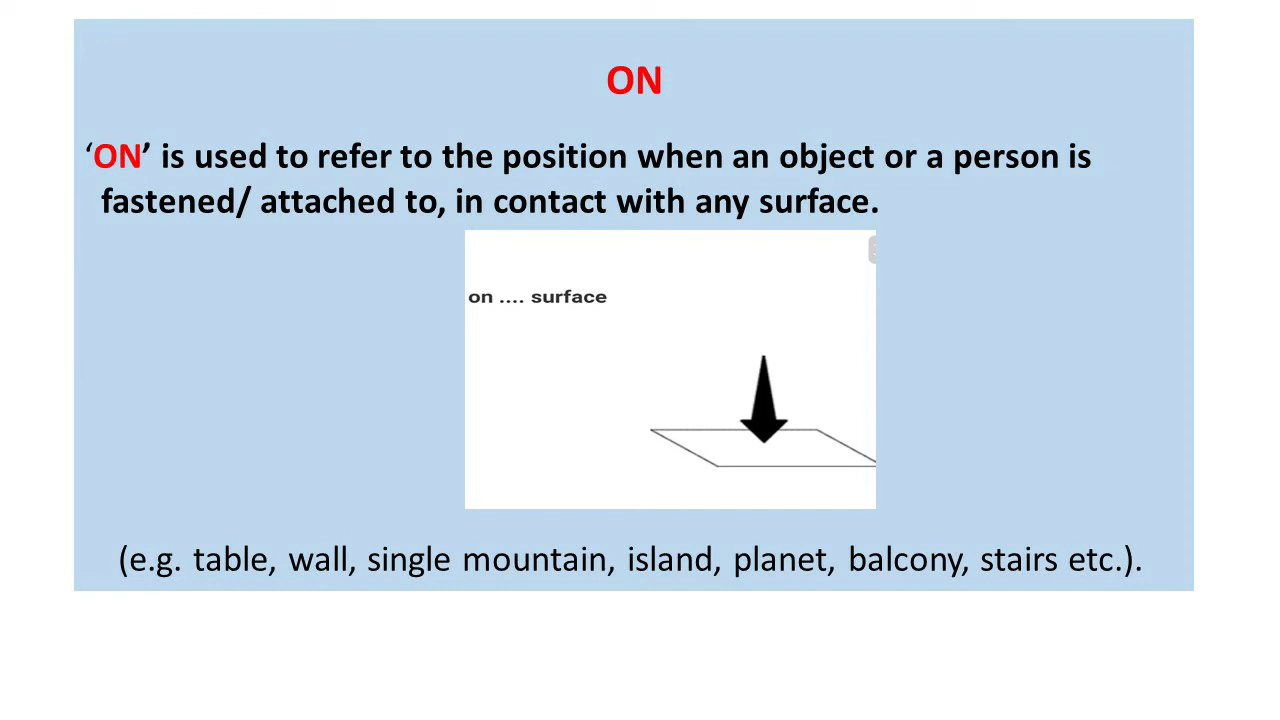 ON
‘ON’ is used to refer to the position when an object or a person is
fastened/ attached to, in contact with any surface.
on .... surface
(e.g. table, wall, single mountain, island, planet, balcony, stairs etc.).